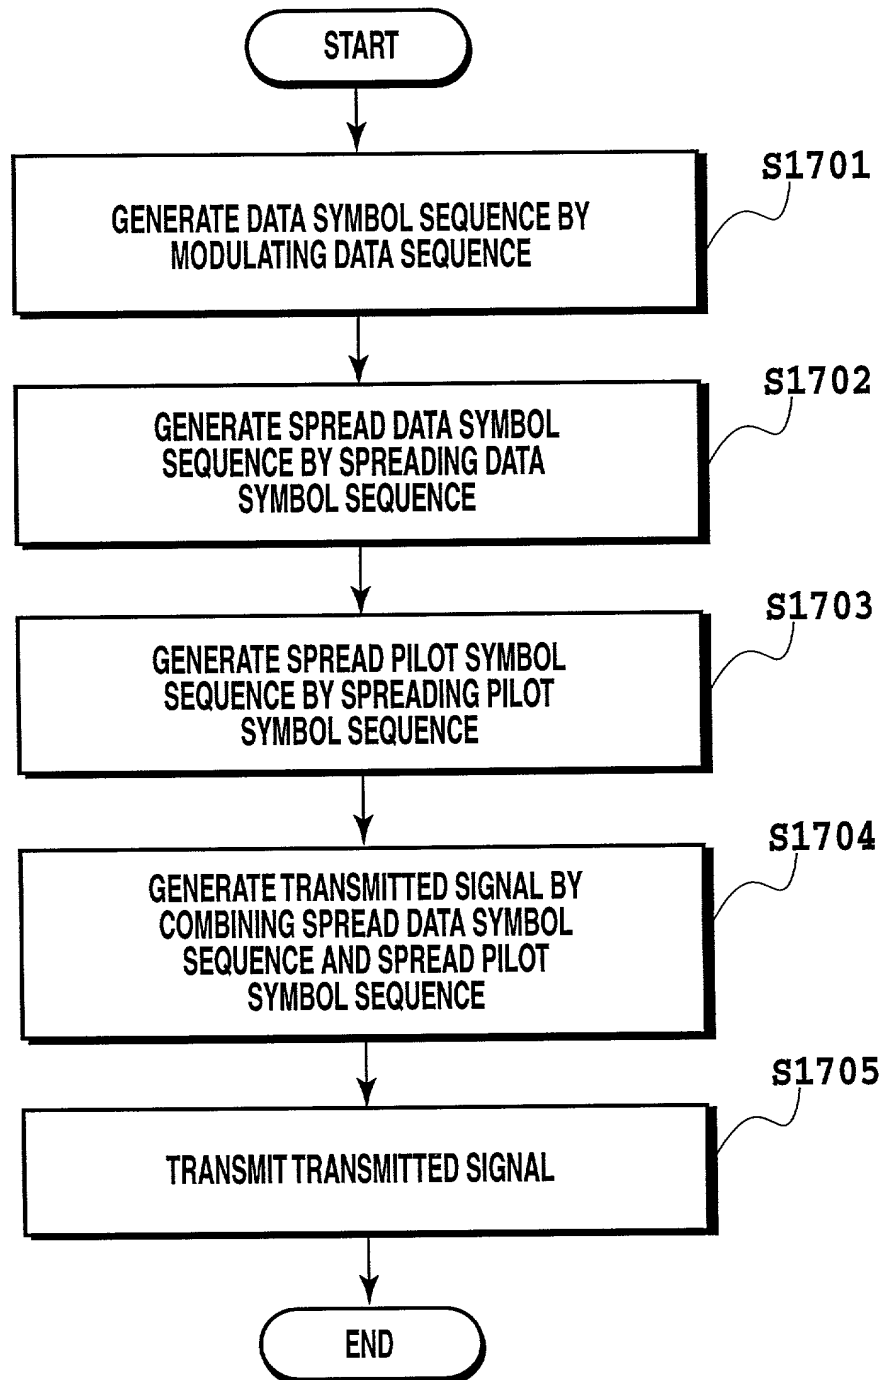 START
S1701
GENERATE DATA SYMBOL SEQUENCE BY
MODULATING DATA SEQUENCE
S1702
GENERATE SPREAD DATA SYMBOL
SEQUENCE BY SPREADING DATA
SYMBOL SEQUENCE
S1703
GENERATE SPREAD PILOT SYMBOL
SEQUENCE BY SPREADING PILOT
SYMBOL SEQUENCE
S1704
GENERATE TRANSMITTED SIGNAL BY
COMBINING SPREAD DATA SYMBOL
SEQUENCE AND SPREAD PILOT
SYMBOL SEQUENCE
S1705
TRANSMIT TRANSMITTED SIGNAL
END